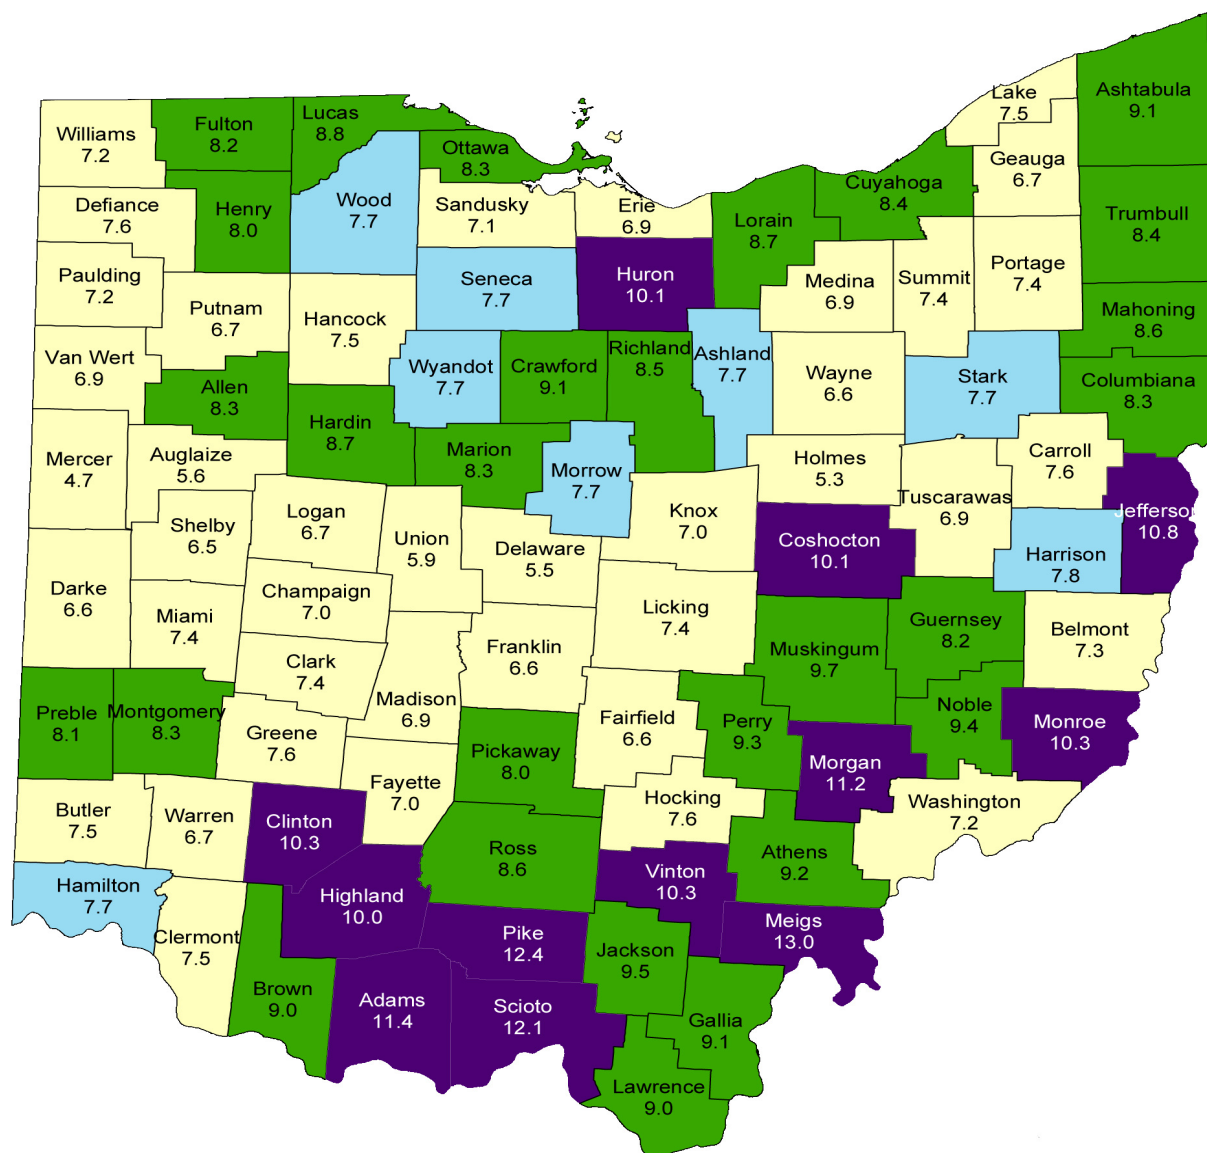 Lake
7.5
Ashtabula
9.1
Williams
7.2
Fulton
8.2
Lucas
8.8
Ottawa
8.3
Geauga
6.7
Cuyahoga
8.4
Wood
7.7
Sandusky
7.1
Erie
6.9
Defiance
7.6
Henry
8.0
Lorain
8.7
Trumbull
8.4
Paulding
7.2
Seneca
7.7
Huron
10.1
Medina
6.9
Summit
7.4
Portage
7.4
Putnam
6.7
Hancock
7.5
Mahoning
8.6
Van Wert
6.9
Allen
8.3
Wyandot
7.7
Crawford
9.1
Richland
8.5
Ashland
7.7
Wayne
6.6
Stark
7.7
Columbiana
8.3
Hardin
8.7
Marion
8.3
Mercer
4.7
Auglaize
5.6
Morrow
7.7
Holmes
5.3
Carroll
7.6
Tuscarawas
6.9
Jefferson
10.8
Shelby
6.5
Logan
6.7
Union
5.9
Delaware
5.5
Knox
7.0
Coshocton
10.1
Harrison
7.8
Darke
6.6
Miami
7.4
Champaign
7.0
Licking
7.4
Guernsey
8.2
Belmont
7.3
Clark
7.4
Franklin
6.6
Muskingum
9.7
Preble
8.1
Montgomery
8.3
Madison
6.9
Greene
7.6
Fairfield
6.6
Perry
9.3
Noble
9.4
Monroe
10.3
Pickaway
8.0
Morgan
11.2
Fayette
7.0
Hocking
7.6
Washington
7.2
Butler
7.5
Warren
6.7
Clinton
10.3
Ross
8.6
Athens
9.2
Hamilton
7.7
Highland
10.0
Vinton
10.3
Clermont
7.5
Pike
12.4
Meigs
13.0
Jackson
9.5
Brown
9.0
Adams
11.4
Scioto
12.1
Gallia
9.1
Lawrence
9.0